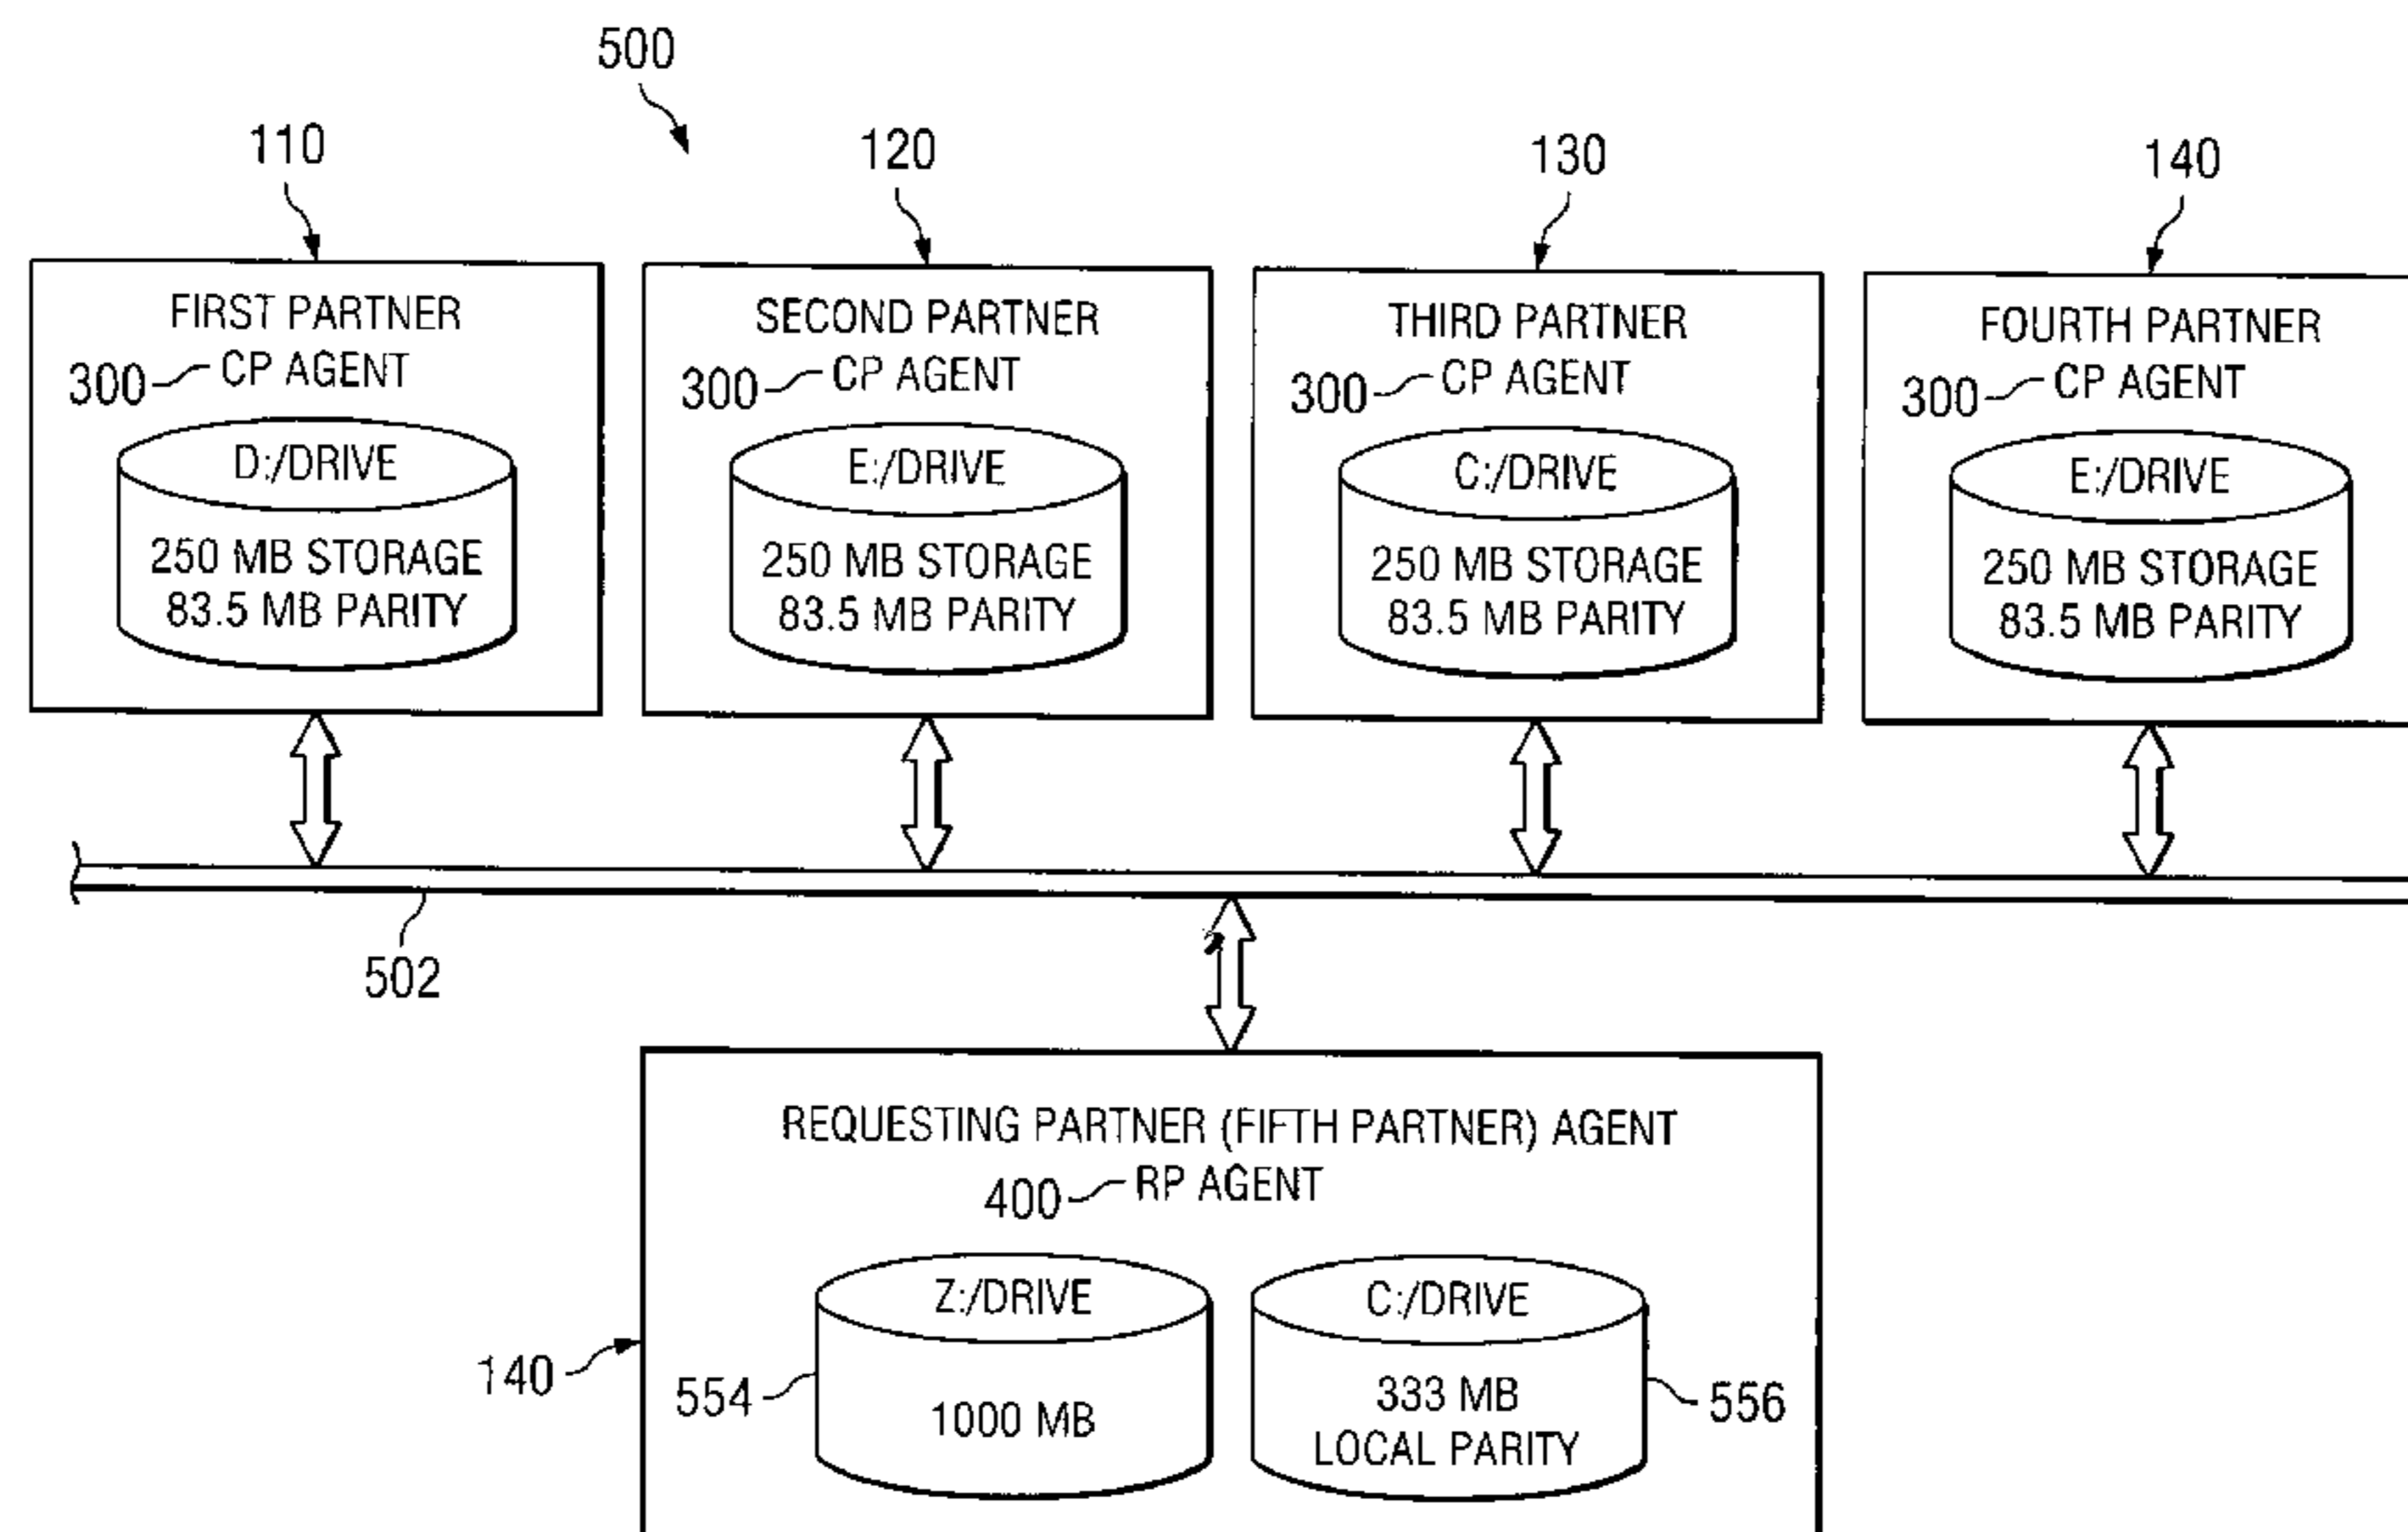 500
110
120
130
140
FIRST PARTNER
300 CP AGENT
D:/DRIVE
250 MB STORAGE
83.5 MB PARITY
SECOND PARTNER
300 CP AGENT
E:/DRIVE
250 MB STORAGE
83.5 MB PARITY
THIRD PARTNER
300 CP AGENT
C:/DRIVE
250 MB STORAGE
83.5 MB PARITY
FOURTH PARTNER
300 CP AGENT
E:/DRIVE
250 MB STORAGE
83.5 MB PARITY
502
REQUESTING PARTNER (FIFTH PARTNER) AGENT
400 RP AGENT
140
554
Z:/DRIVE
1000 MB
C:/DRIVE
333 MB
LOCAL PARITY
556